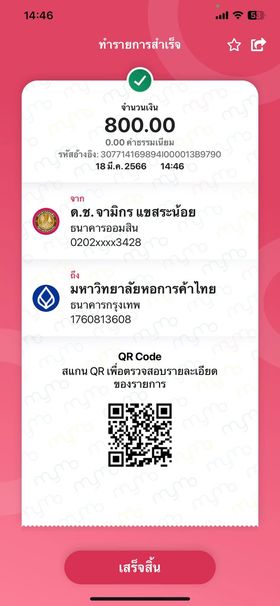 14:46
ทำรายการสำเร็จ
จำนวนเงิน
800.00
0.00 ค่าธรรมเนียม
รหัสอ้างอิง: 307714169894I000013B9790
18 มี.ค. 2566 14:46
จาก
ด.ช. จามิกร แขสระน้อย
ธนาคารออมสิน
0202xxxx3428
ถึง
มหาวิทยาลัยหอการค้าไทย
ธนาคารกรุงเทพ
1760813608
QR Code
สแกน QR เพื่อตรวจสอบรายละเอียด
ของรายการ
เสร็จสิ้น